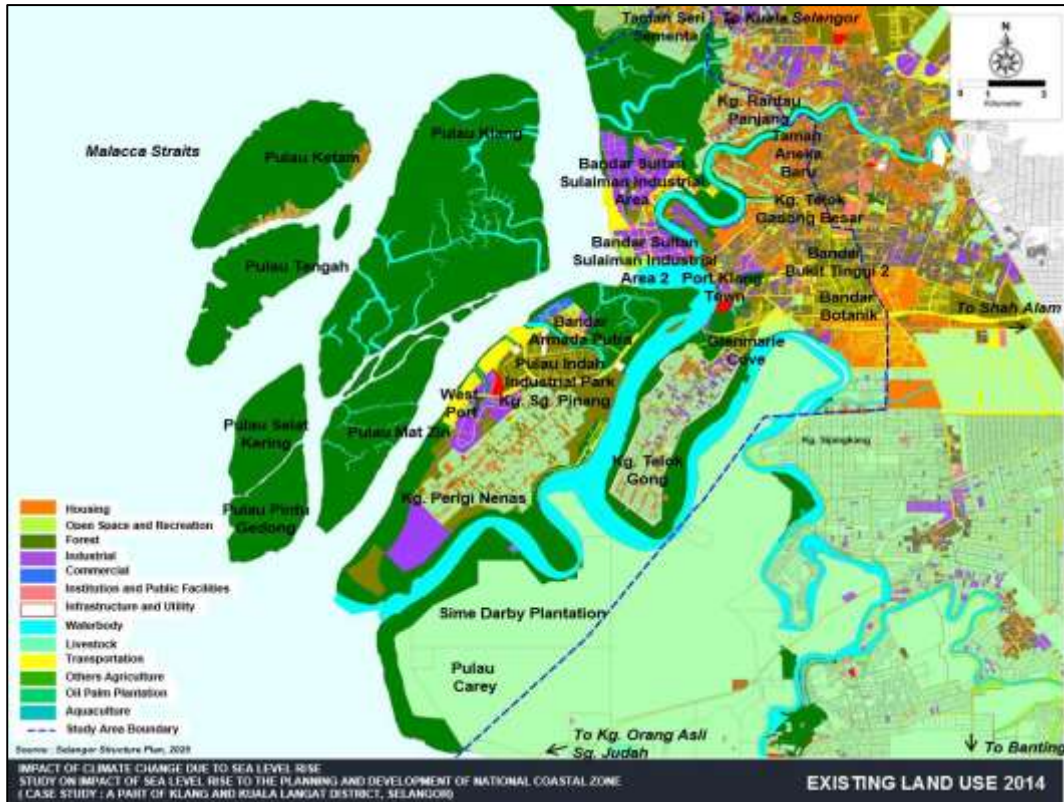 Taman Seri
Sementa
To Kuala Selangor
N
0 1 3
Kilometer
Kg. Rantau
Panjang
Malacca Straits
Pulau Ketam
Pulau Klang
Taman
Aneka
Baru
Bandar Sultan
Sulaiman Industrial
Area
Kg. Telok
Gadong Besar
Pulau Tengah
Bandar Sultan
Sulaiman Industrial
Area 2
Port Klang
Town
Bandar
Bukit Tinggi 2
Bandar
Botanik
To Shah Alam
Bandar
Armada Putra
Glenmarie
Cove
Pulau Indah
Industrial Park
Kg. Sg. Pinang
West
Port
Pulau Selat
Kering
Pulau Mat Zin
Kg. Telok
Gong
Kg. Perigi Nenas
Pulau Pintu
Gedong
Sime Darby Plantation
Pulau
Carey
To Kg. Orang Asli
Sg. Judah
To Banting
Housing
Open Space and Recreation
Forest
Industrial
Commercial
Institution and Public Facilities
Infrastructure and Utility
Waterbody
Livestock
Transportation
Others Agriculture
Oil Palm Plantation
Aquaculture
Study Area Boundary
IMPACT OF CLIMATE CHANGE DUE TO SEA LEVEL RISE
STUDY ON IMPACT OF SEA LEVEL RISE TO THE PLANNING AND DEVELOPMENT OF NATIONAL COASTAL ZONE
( CASE STUDY : A PART OF KLANG AND KUALA LANGAT DISTRICT, SELANGOR)
EXISTING LAND USE 2014